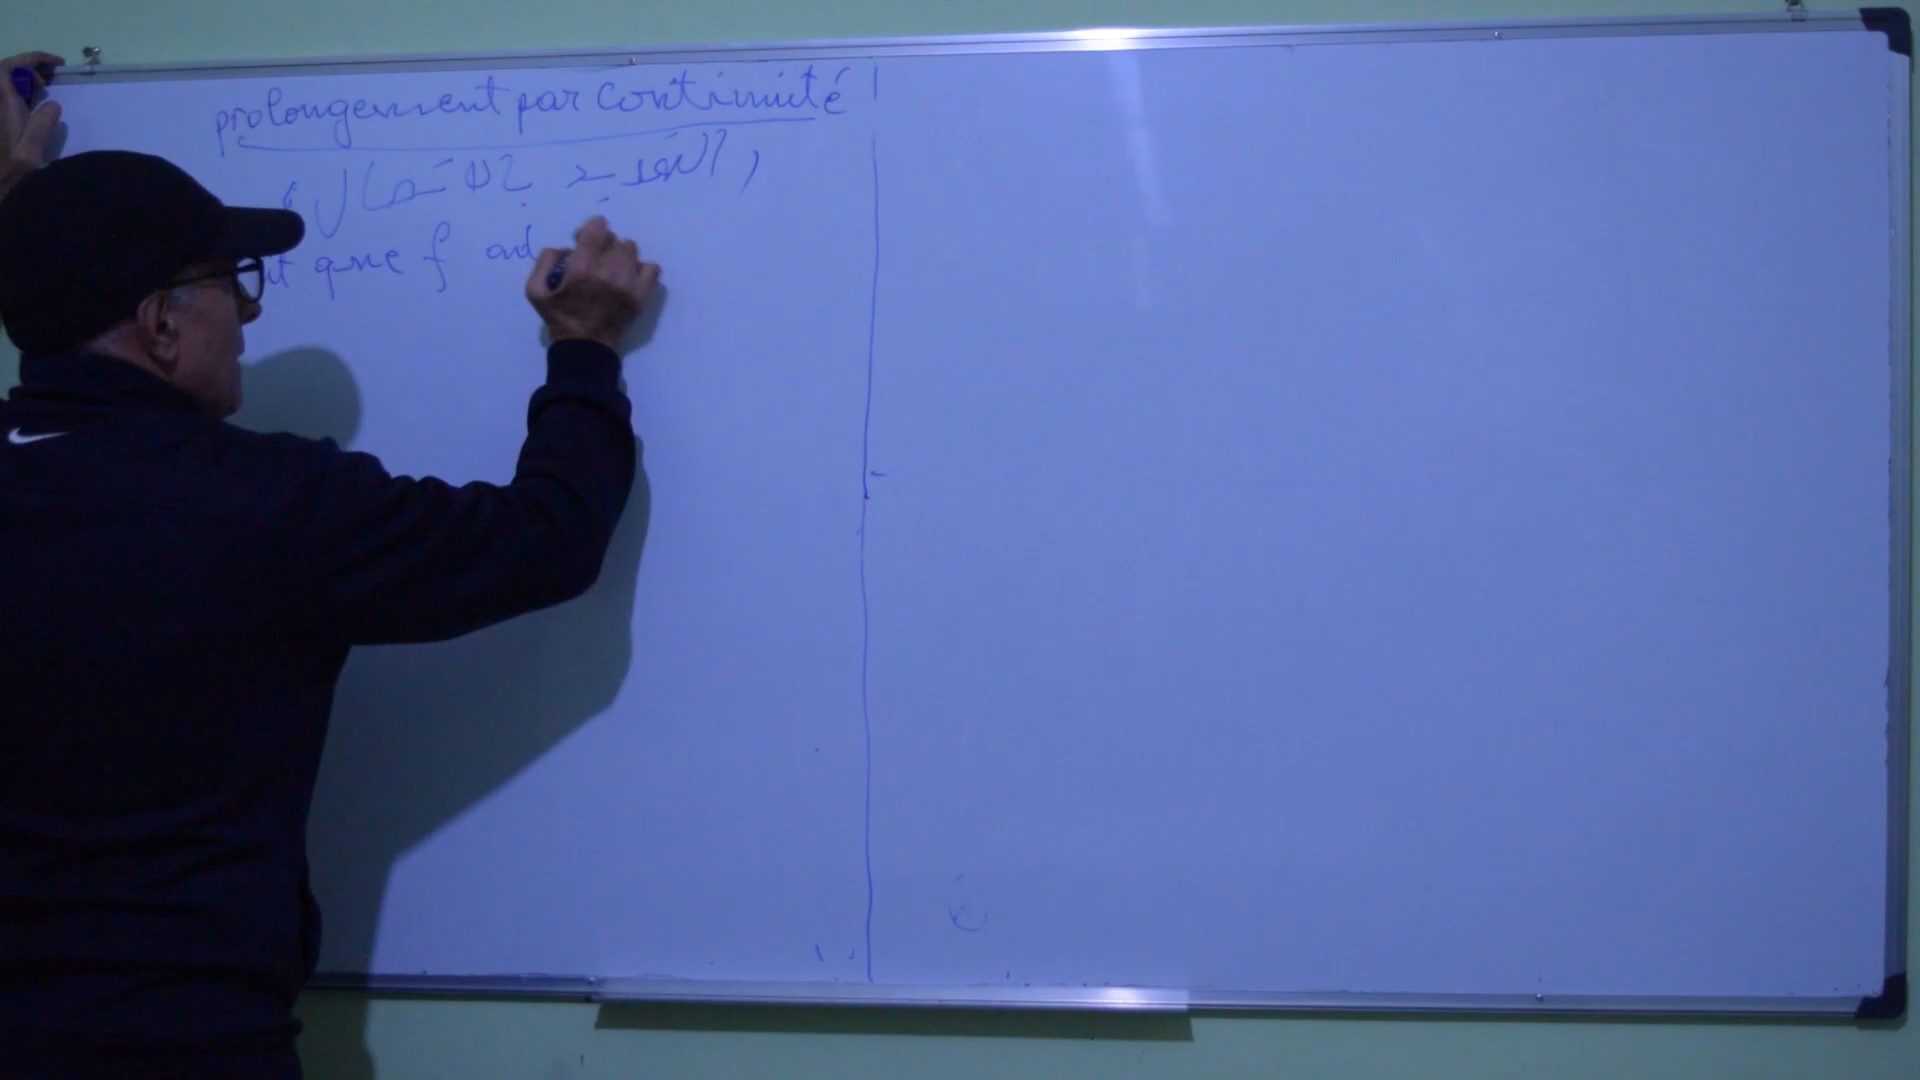 prolongement par continuité
التمديد بالاتصال
que f ad